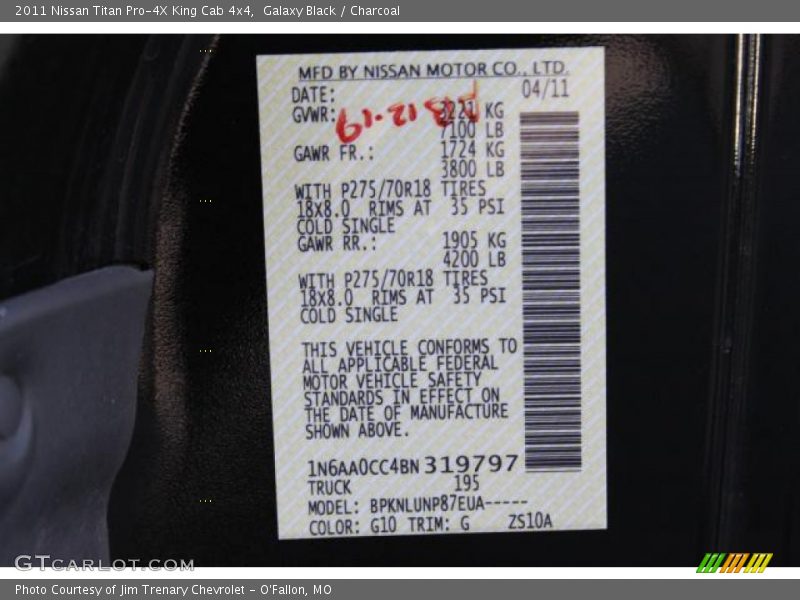 2011 Nissan Titan Pro-4X King Cab 4x4,  Galaxy Black / Charcoal
MFD BY NISSAN MOTOR CO., LTD.
DATE: 04/11
GVWR: 3221 KG
7100 LB
GAWR FR.: 1724 KG
3800 LB
WITH P275/70R18 TIRES
18X8.0 RIMS AT 35 PSI
COLD SINGLE
GAWR RR.: 1905 KG
4200 LB
WITH P275/70R18 TIRES
18X8.0 RIMS AT 35 PSI
COLD SINGLE
THIS VEHICLE CONFORMS TO
ALL APPLICABLE FEDERAL
MOTOR VEHICLE SAFETY
STANDARDS IN EFFECT ON
THE DATE OF MANUFACTURE
SHOWN ABOVE.
1N6AA0CC4BN319797
TRUCK 195
MODEL: BPKNLUNP87EUA-----
COLOR: G10 TRIM: G ZS10A
GTCARLOT.COM
Photo Courtesy of Jim Trenary Chevrolet - O'Fallon, MO